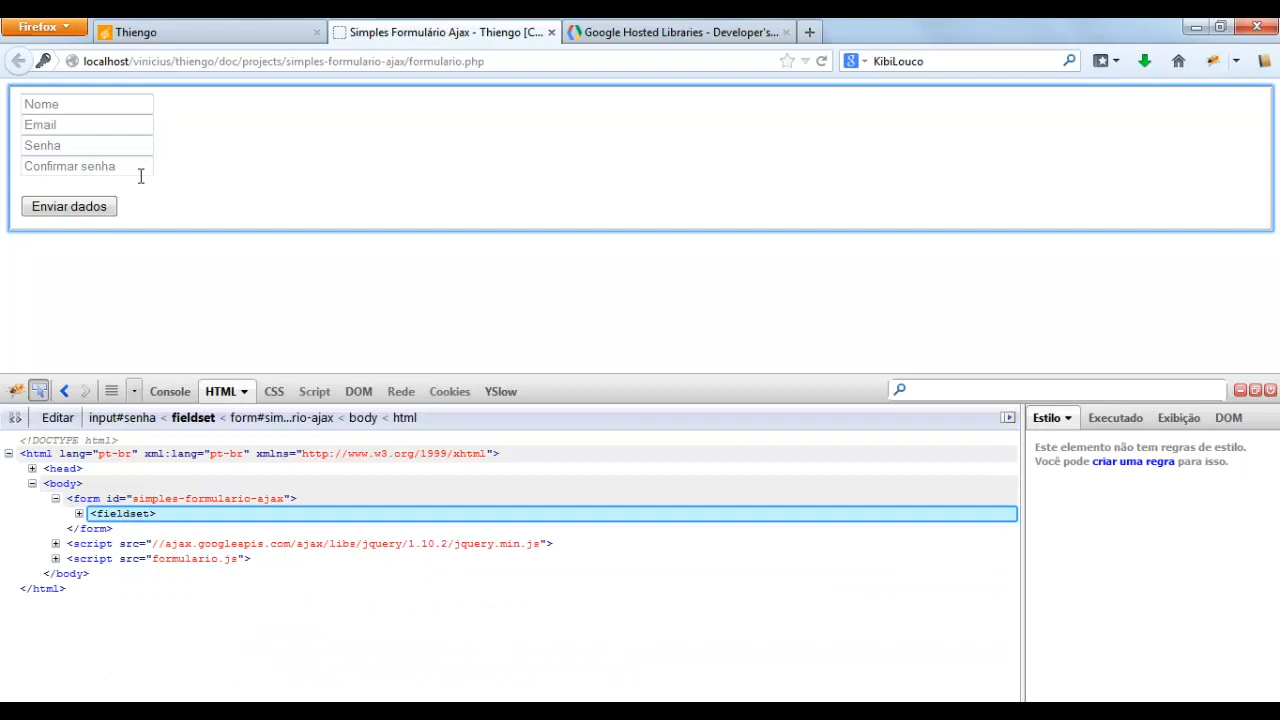 Firefox
Thiengo
Simples Formulário Ajax - Thiengo [C...
Google Hosted Libraries - Developer's...
localhost/vinicius/thiengo/doc/projects/simples-formulario-ajax/formulario.php
KibiLouco
Nome
Email
Senha
Confirmar senha
Enviar dados
Console
HTML
CSS
Script
DOM
Rede
Cookies
YSlow
Editar
input#senha < fieldset < form#sim...rio-ajax < body < html
Estilo
Executado
Exibição
DOM
<!DOCTYPE html>
<html lang="pt-br" xml:lang="pt-br" xmlns="http://www.w3.org/1999/xhtml">
<head>
<body>
<form id="simples-formulario-ajax">
<fieldset>
</form>
<script src="//ajax.googleapis.com/ajax/libs/jquery/1.10.2/jquery.min.js">
<script src="formulario.js">
</body>
</html>
Este elemento não tem regras de estilo.
Você pode criar uma regra para isso.